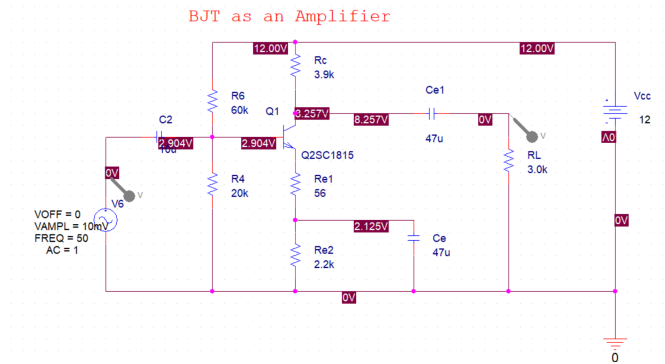 BJT as an Amplifier
12.00V
12.00V
Rc
3.9k
R6
60k
Q1
8.257V
Ce1
8.257V
47u
0V
Vcc
12
0V
C2
10u
2.904V
2.904V
Q2SC1815
RL
3.0k
V
0V
V
R4
20k
Re1
56
V6
VOFF = 0
VAMPL = 10mV
FREQ = 50
AC = 1
2.125V
Re2
2.2k
Ce
47u
0V
0V
0